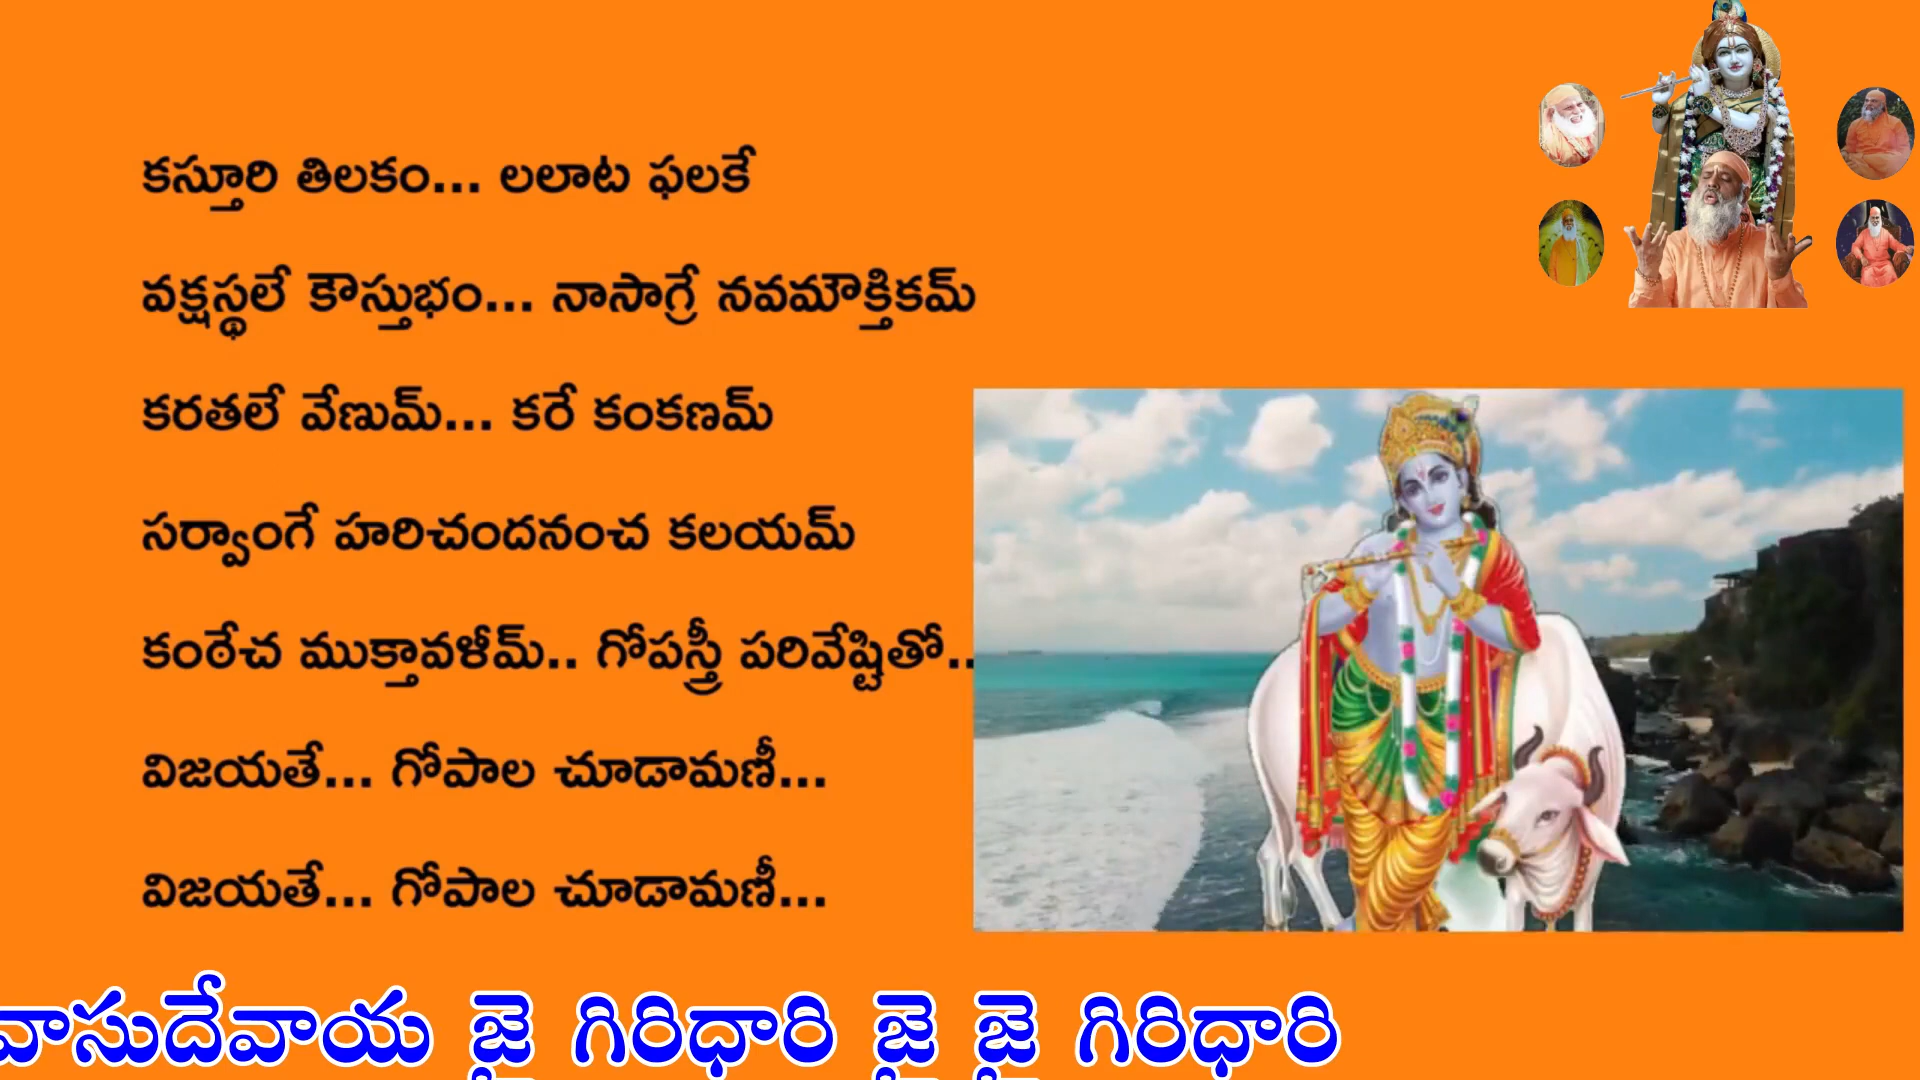 కస్తూరి తిలకం... లలాట ఫలకే
వక్షస్థలే కౌస్తుభం... నాసాగ్రే నవమౌక్తికమ్
కరతలే వేణుమ్... కరే కంకణమ్
సర్వాంగే హరిచందనంచ కలయమ్
కంఠేచ ముక్తావళీమ్.. గోపస్త్రీ పరివేష్టితో..
విజయతే... గోపాల చూడామణీ...
విజయతే... గోపాల చూడామణీ...
వాసుదేవాయ జై గిరిధారి జై జై గిరిధారి